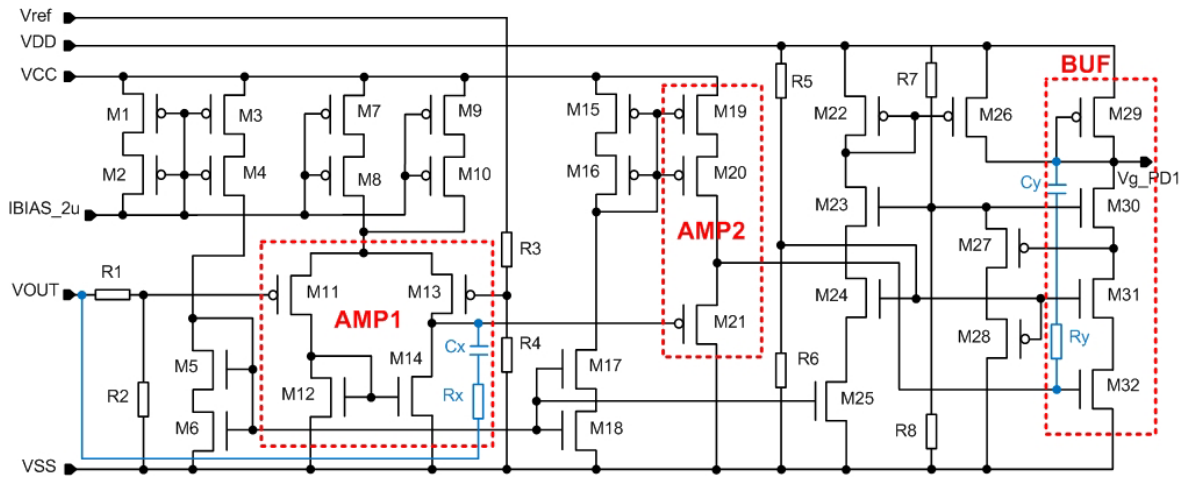 Vref
VDD
VCC
R5
R7
BUF
M1
M3
M7
M9
M15
M19
M22
M26
M29
M2
M4
M8
M10
M16
M20
Cy
Vg_PD1
IBIAS_2u
M23
M30
AMP2
M27
R3
R1
VOUT
M11
M13
M24
M31
AMP1
M21
M28
Cx
R4
Ry
M5
M14
M17
R6
R2
M12
Rx
M25
M32
M6
M18
R8
VSS